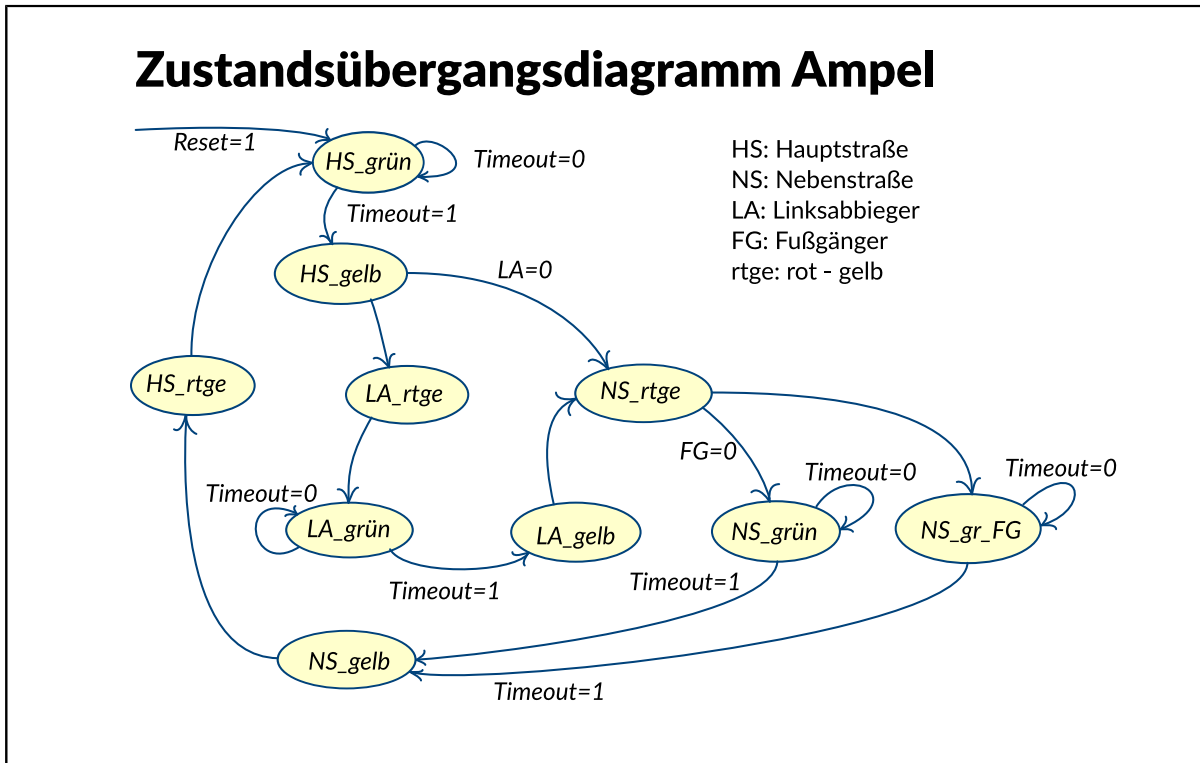 Zustandsübergangsdiagramm Ampel
Reset=1
HS_grün
Timeout=0
HS: Hauptstraße
NS: Nebenstraße
LA: Linksabbieger
FG: Fußgänger
rtge: rot - gelb
Timeout=1
HS_gelb
LA=0
HS_rtge
LA_rtge
NS_rtge
FG=0
Timeout=0
Timeout=0
Timeout=0
LA_grün
LA_gelb
NS_grün
NS_gr_FG
Timeout=1
Timeout=1
NS_gelb
Timeout=1